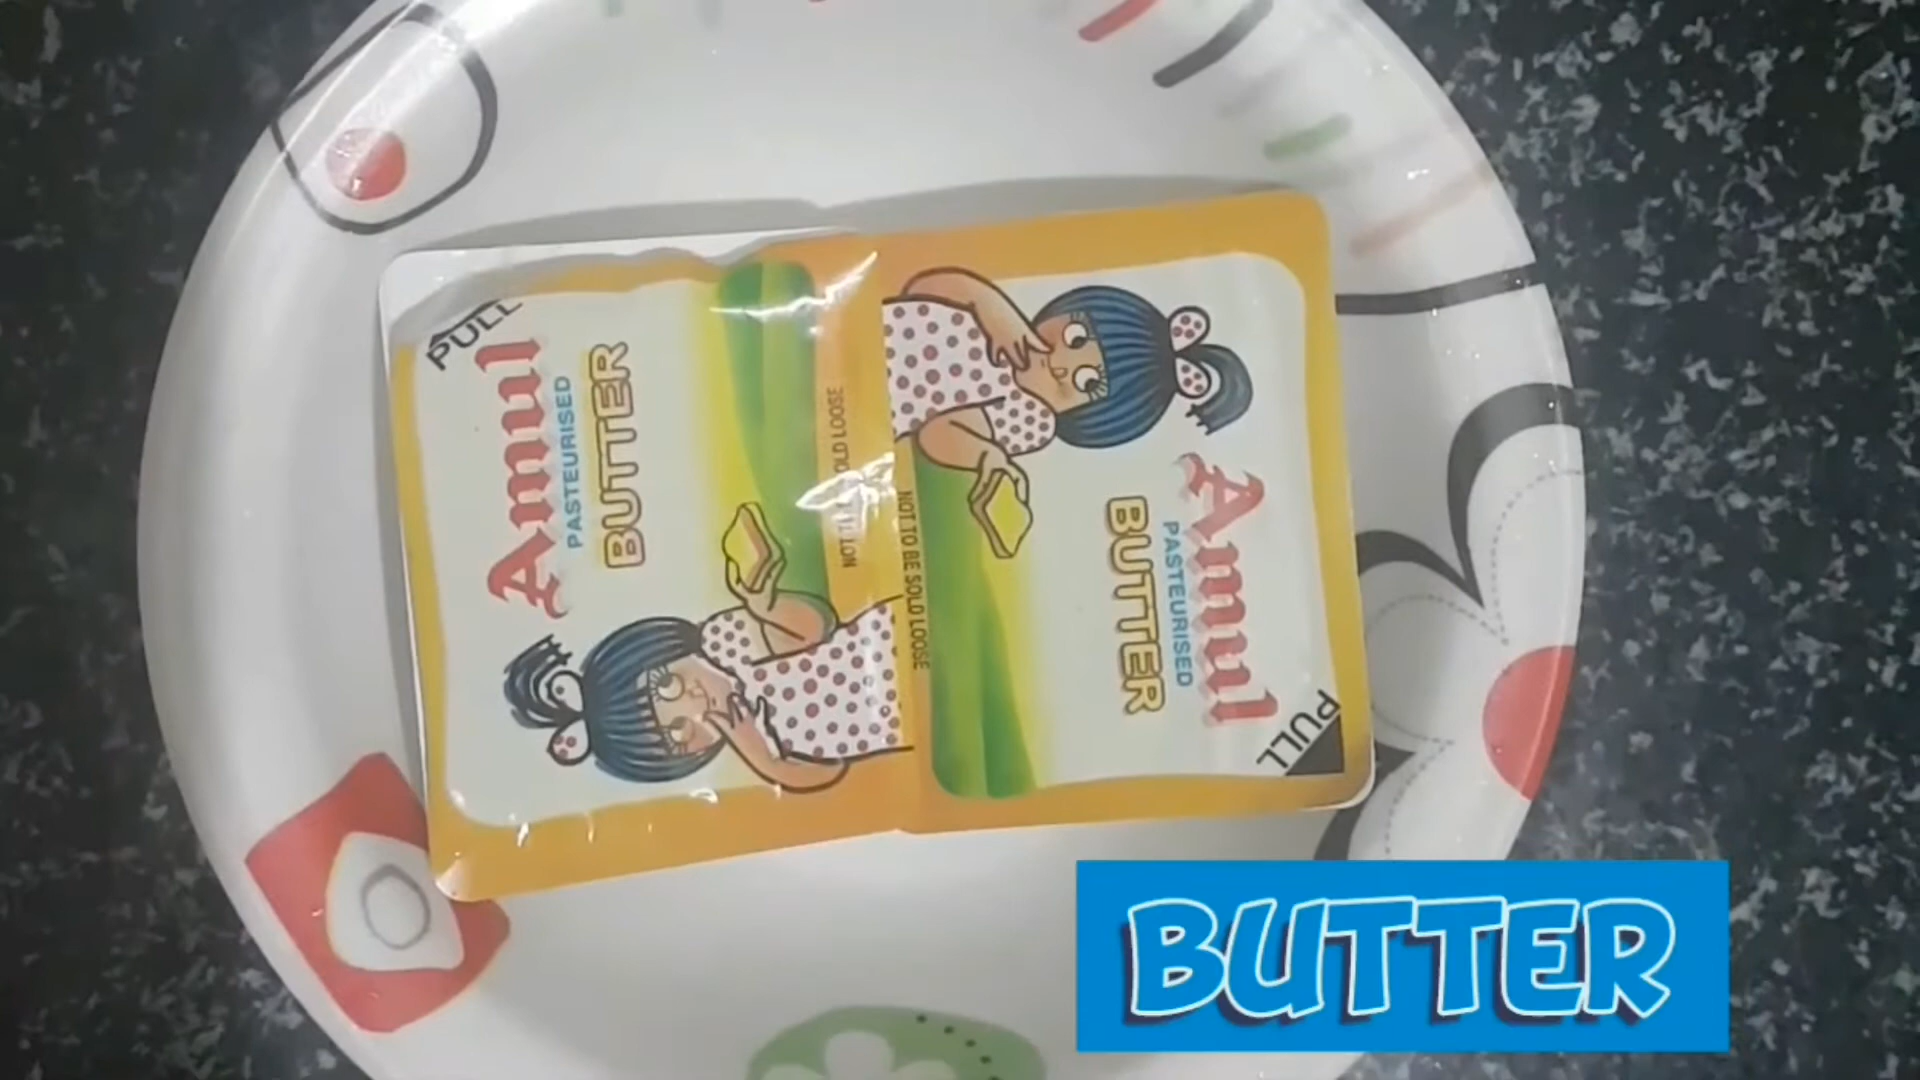 PULL
Amul
PASTEURISED
BUTTER
NOT TO BE SOLD LOOSE
Amul
PASTEURISED
BUTTER
PULL
BUTTER